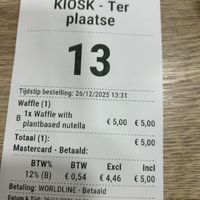 KIOSK - Ter
plaatse
13
Tijdstip bestelling: 26/12/2025 13:31
Waffle (1)
B 1x Waffle with plantbased nutella € 5,00 € 5,00
Totaal (1): € 5,00
Mastercard - Betaald: € 5,00
BTW% BTW Excl Incl
12% (B) € 0,54 € 4,46 € 5,00
Betaling: WORLDLINE - Betaald